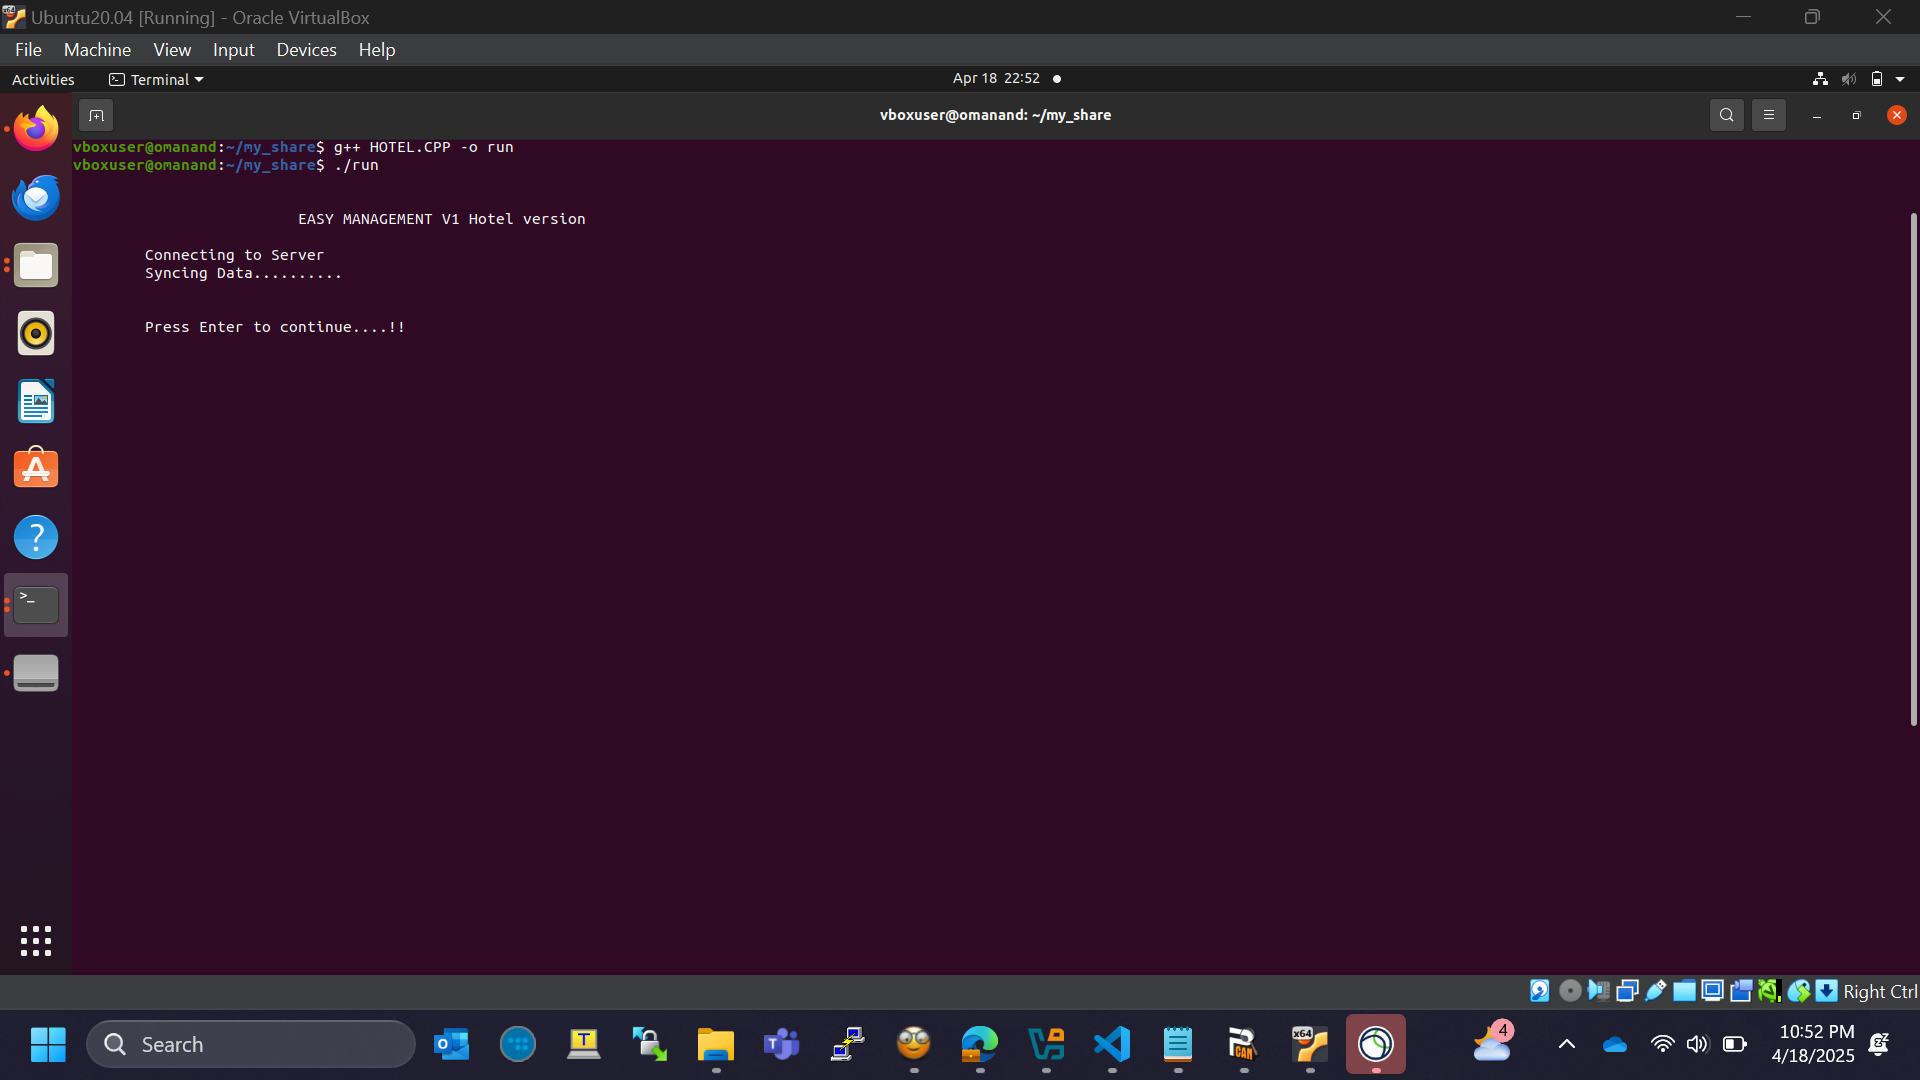 Ubuntu20.04 [Running] - Oracle VirtualBox
File Machine View Input Devices Help
Activities Terminal Apr 18 22:52
vboxuser@omanand: ~/my_share
vboxuser@omanand:~/my_share$ g++ HOTEL.CPP -o run
vboxuser@omanand:~/my_share$ ./run
EASY MANAGEMENT V1 Hotel version
Connecting to Server
Syncing Data..........
Press Enter to continue....!!
Right Ctrl
Search
4
10:52 PM
4/18/2025